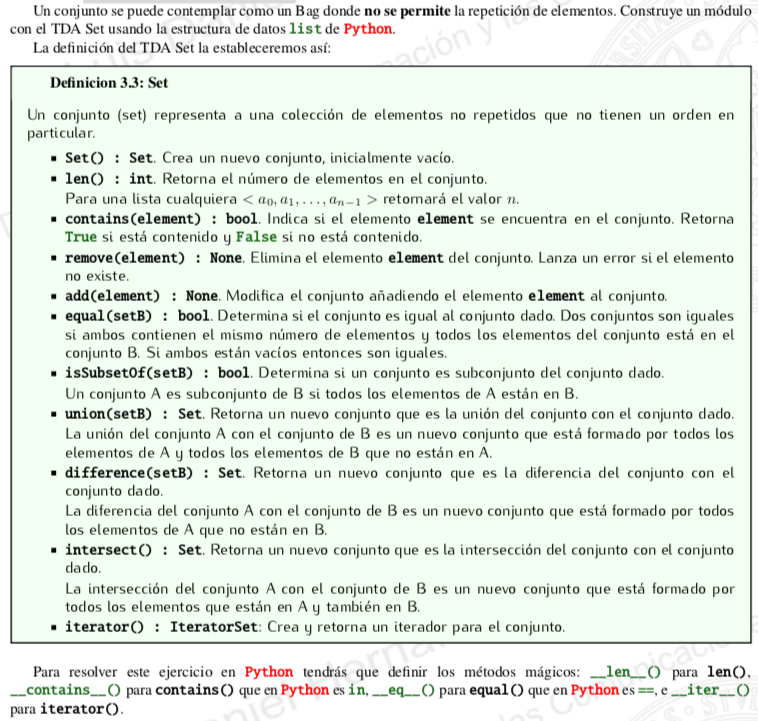 Un conjunto se puede contemplar como un Bag donde no se permite la repetición de elementos. Construye un módulo
con el TDA Set usando la estructura de datos list de Python.
La definición del TDA Set la estableceremos así:
Definicion 3.3: Set
Un conjunto (set) representa a una colección de elementos no repetidos que no tienen un orden en
particular.
▪ Set() : Set. Crea un nuevo conjunto, inicialmente vacío.
▪ len() : int. Retorna el número de elementos en el conjunto.
Para una lista cualquiera < a₀, a₁, . . . , aₙ₋₁ > retornará el valor n.
▪ contains(element) : bool. Indica si el elemento element se encuentra en el conjunto. Retorna
True si está contenido y False si no está contenido.
▪ remove(element) : None. Elimina el elemento element del conjunto. Lanza un error si el elemento
no existe.
▪ add(element) : None. Modifica el conjunto añadiendo el elemento element al conjunto.
▪ equal(setB) : bool. Determina si el conjunto es igual al conjunto dado. Dos conjuntos son iguales
si ambos contienen el mismo número de elementos y todos los elementos del conjunto está en el
conjunto B. Si ambos están vacíos entonces son iguales.
▪ isSubsetOf(setB) : bool. Determina si un conjunto es subconjunto del conjunto dado.
Un conjunto A es subconjunto de B si todos los elementos de A están en B.
▪ union(setB) : Set. Retorna un nuevo conjunto que es la unión del conjunto con el conjunto dado.
La unión del conjunto A con el conjunto de B es un nuevo conjunto que está formado por todos los
elementos de A y todos los elementos de B que no están en A.
▪ difference(setB) : Set. Retorna un nuevo conjunto que es la diferencia del conjunto con el
conjunto dado.
La diferencia del conjunto A con el conjunto de B es un nuevo conjunto que está formado por todos
los elementos de A que no están en B.
▪ intersect() : Set. Retorna un nuevo conjunto que es la intersección del conjunto con el conjunto
dado.
La intersección del conjunto A con el conjunto de B es un nuevo conjunto que está formado por
todos los elementos que están en A y también en B.
▪ iterator() : IteratorSet: Crea y retorna un iterador para el conjunto.
Para resolver este ejercicio en Python tendrás que definir los métodos mágicos: __len__() para len(),
__contains__() para contains() que en Python es in, __eq__() para equal() que en Python es ==, e __iter__()
para iterator().